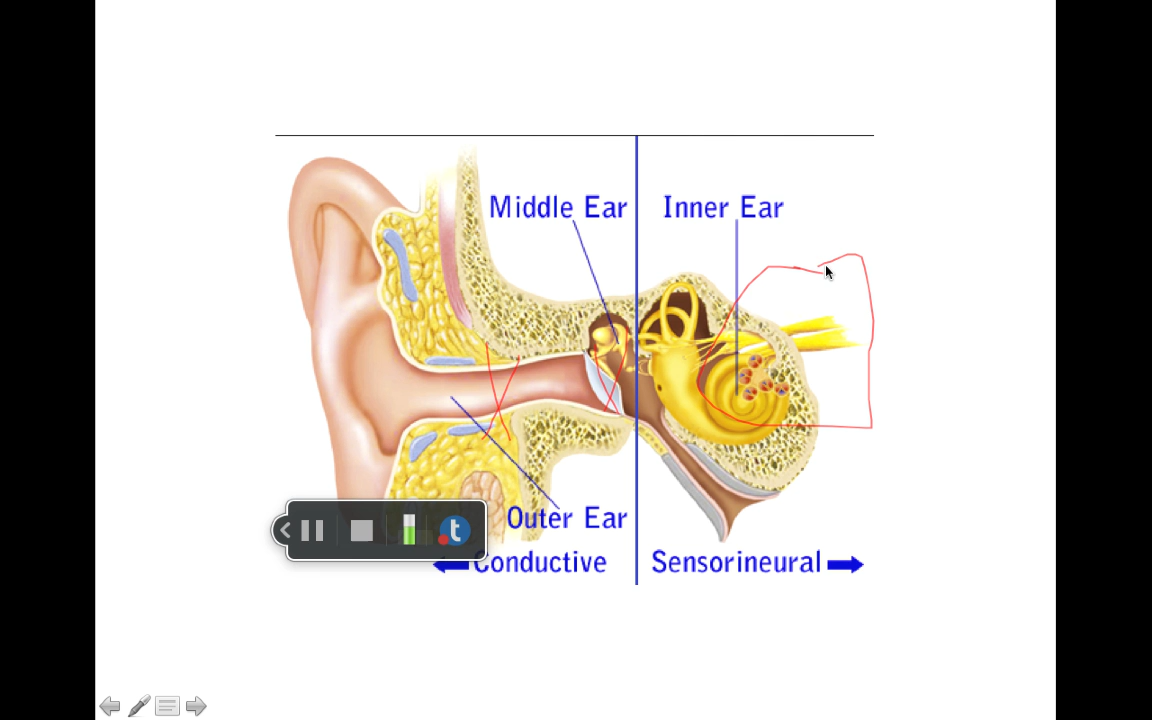 Middle Ear
Inner Ear
Outer Ear
Conductive
Sensorineural
t